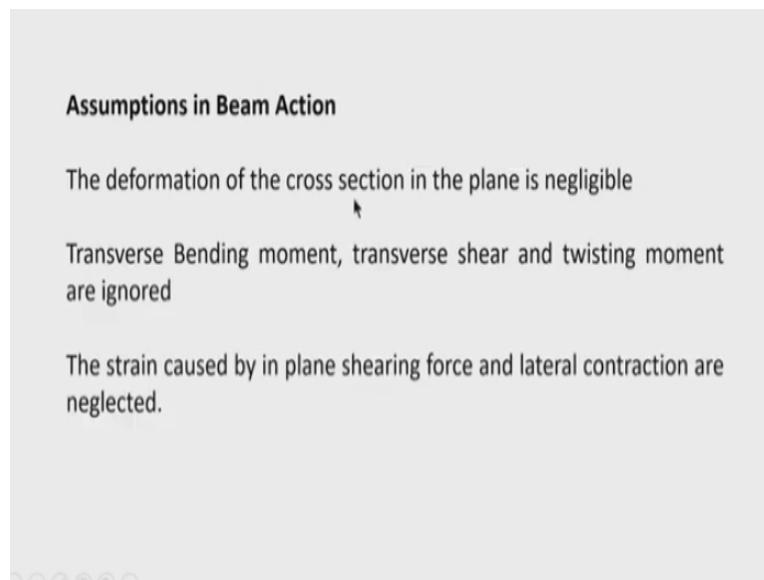 Assumptions in Beam Action
The deformation of the cross section in the plane is negligible
Transverse Bending moment, transverse shear and twisting moment
are ignored
The strain caused by in plane shearing force and lateral contraction are
neglected.